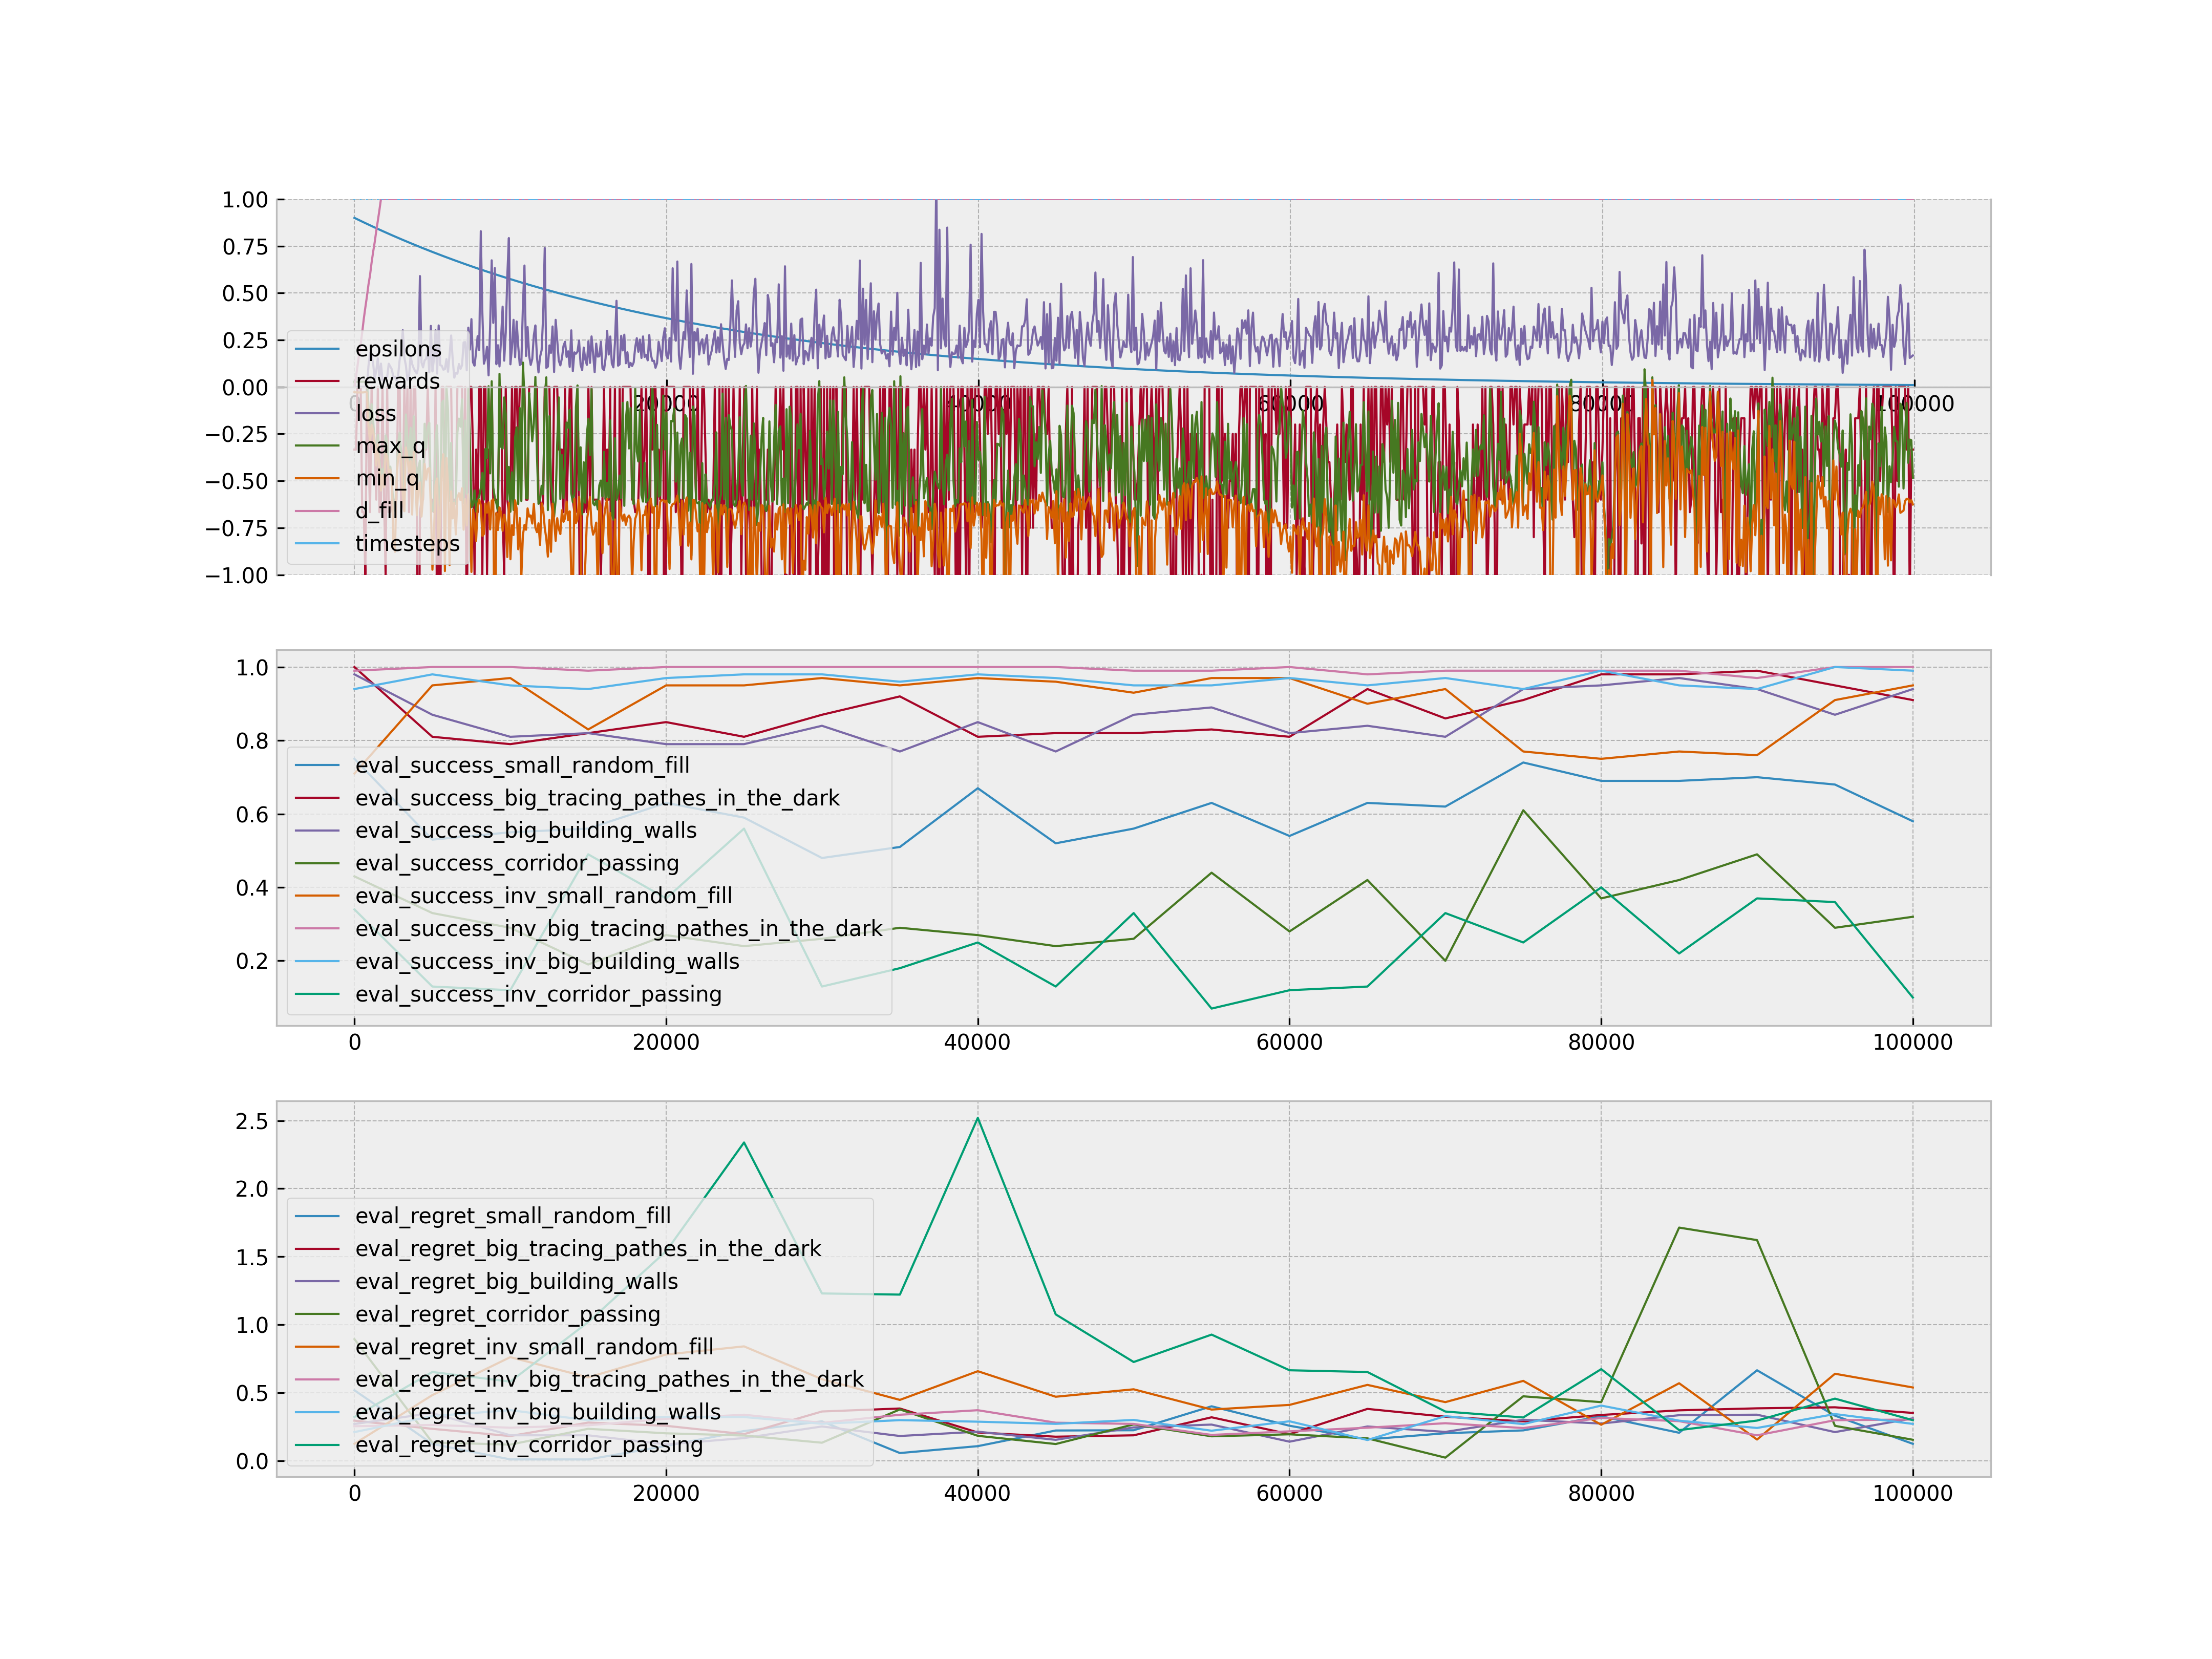 1.00
0.75
0.50
0.25
0.00
−0.25
−0.50
−0.75
−1.00
0 20000 40000 60000 80000 100000
epsilons
rewards
loss
max_q
min_q
d_fill
timesteps
1.0
0.8
0.6
0.4
0.2
eval_success_small_random_fill
eval_success_big_tracing_pathes_in_the_dark
eval_success_big_building_walls
eval_success_corridor_passing
eval_success_inv_small_random_fill
eval_success_inv_big_tracing_pathes_in_the_dark
eval_success_inv_big_building_walls
eval_success_inv_corridor_passing
0 20000 40000 60000 80000 100000
2.5
2.0
1.5
1.0
0.5
0.0
eval_regret_small_random_fill
eval_regret_big_tracing_pathes_in_the_dark
eval_regret_big_building_walls
eval_regret_corridor_passing
eval_regret_inv_small_random_fill
eval_regret_inv_big_tracing_pathes_in_the_dark
eval_regret_inv_big_building_walls
eval_regret_inv_corridor_passing
0 20000 40000 60000 80000 100000